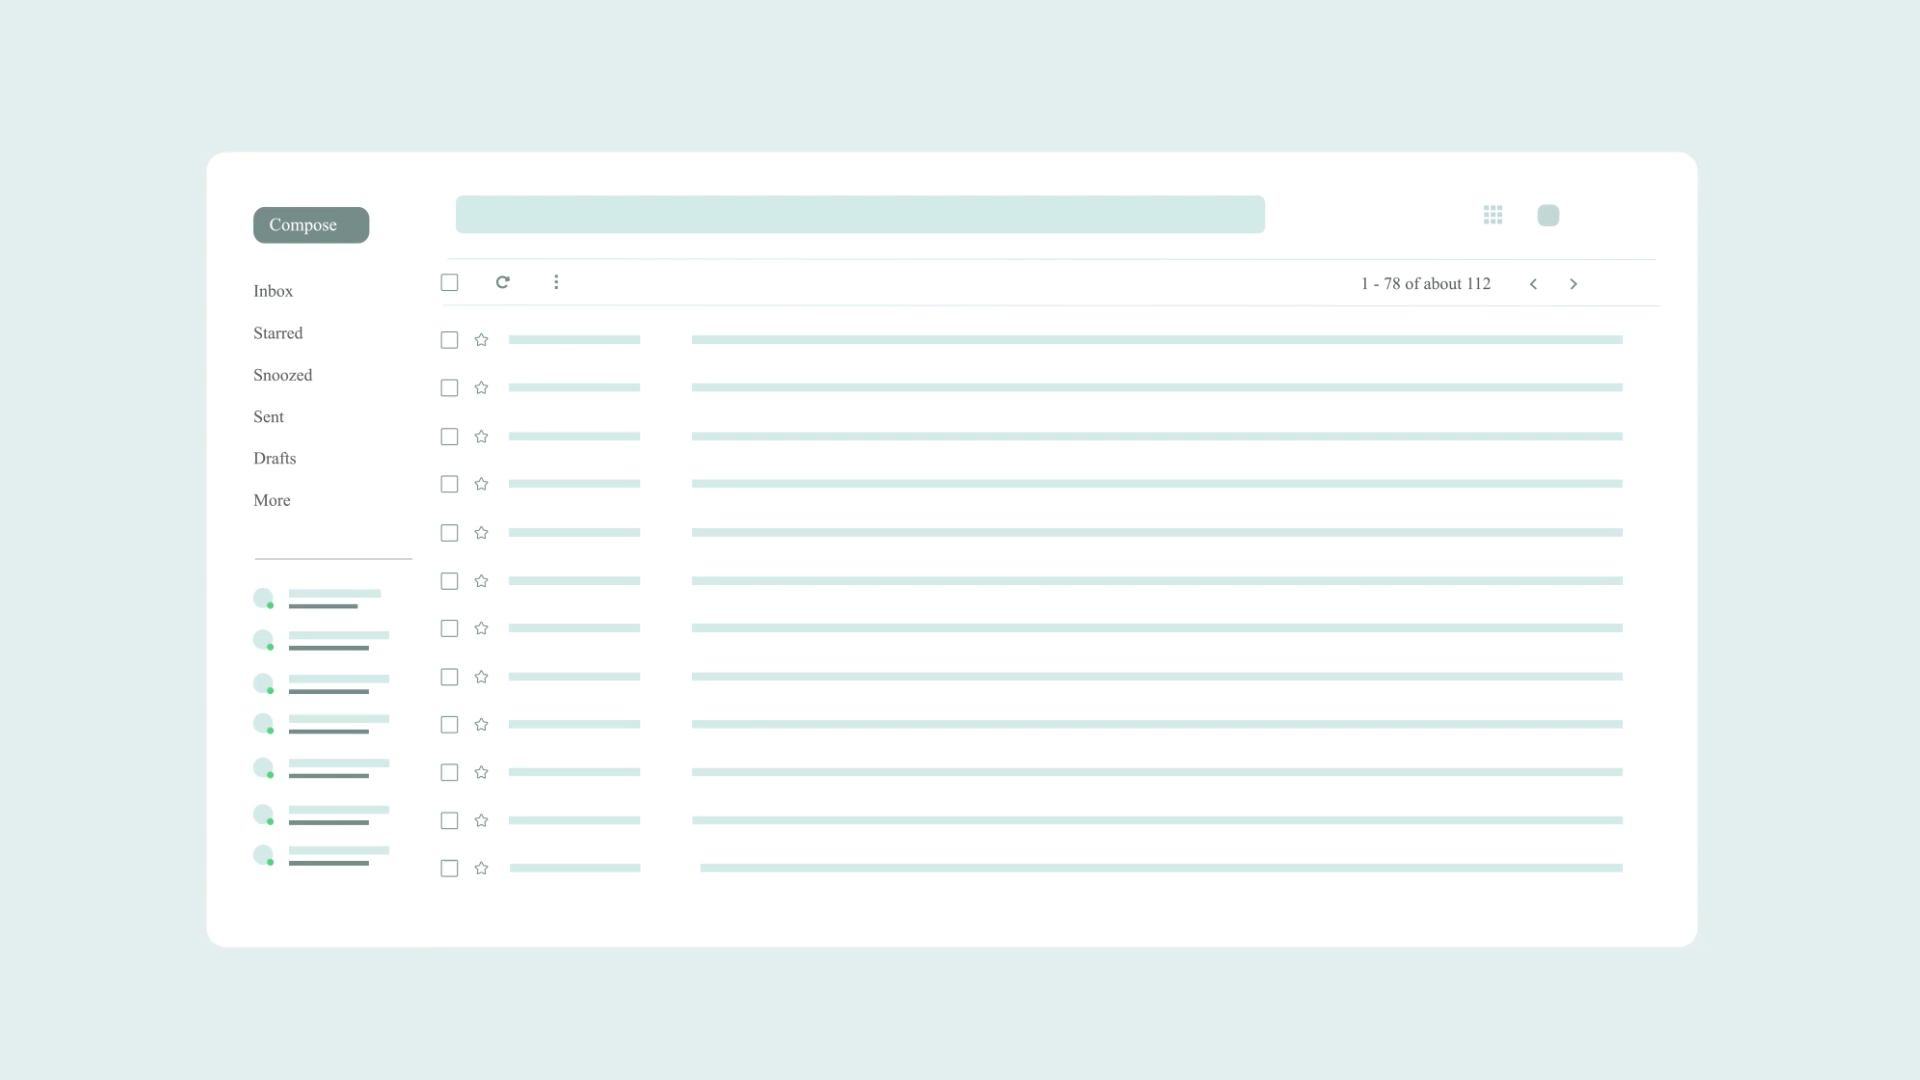 Compose
Inbox
Starred
Snoozed
Sent
Drafts
More
1 - 78 of about 112